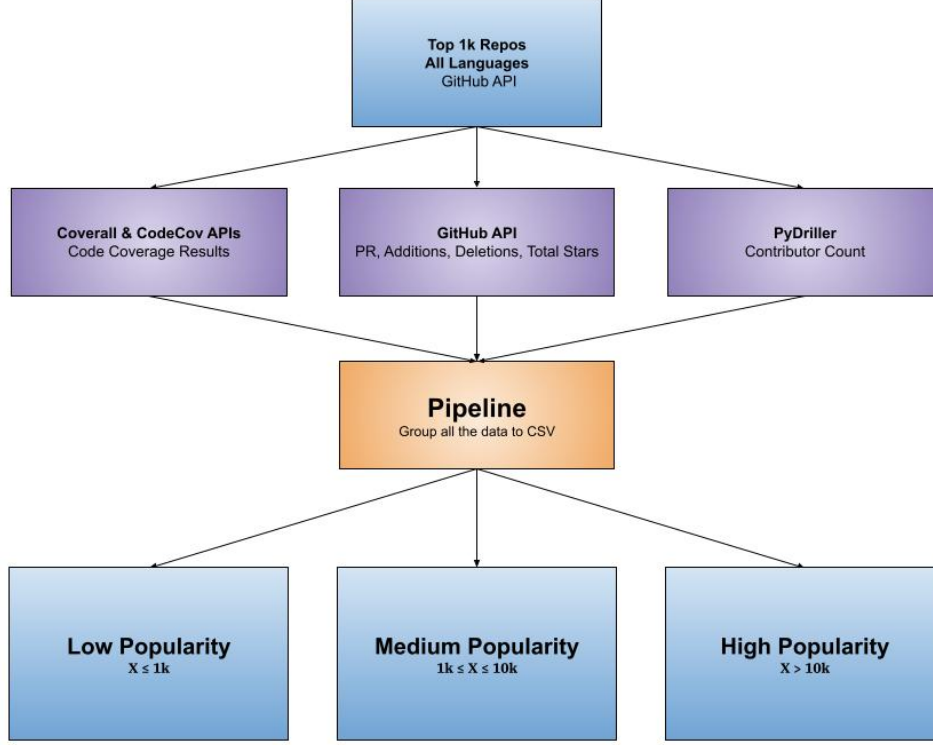 Top 1k Repos
All Languages
GitHub API
Coverall & CodeCov APIs
Code Coverage Results
GitHub API
PR, Additions, Deletions, Total Stars
PyDriller
Contributor Count
Pipeline
Group all the data to CSV
Low Popularity
X ≤ 1k
Medium Popularity
1k ≤ X ≤ 10k
High Popularity
X > 10k